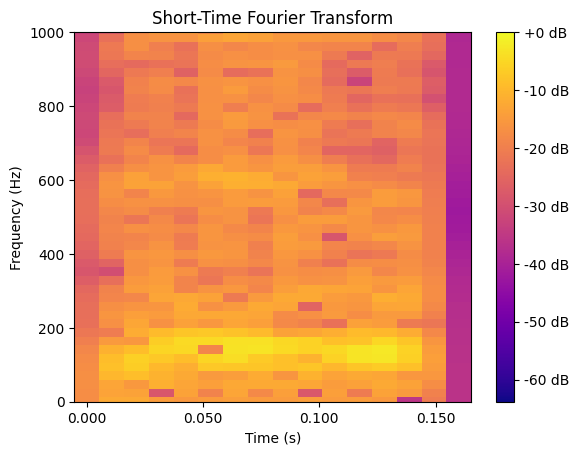 Short-Time Fourier Transform
Frequency (Hz)
1000
800
600
400
200
0
0.000
0.050
0.100
0.150
Time (s)
+0 dB
-10 dB
-20 dB
-30 dB
-40 dB
-50 dB
-60 dB